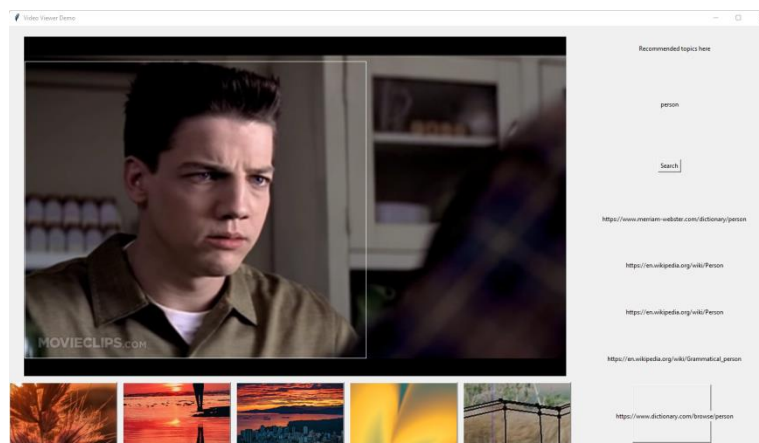 Video Viewer Demo
Recommended topics here
person
Search
https://www.merriam-webster.com/dictionary/person
https://en.wikipedia.org/wiki/Person
https://en.wikipedia.org/wiki/Person
https://en.wikipedia.org/wiki/Grammatical_person
https://www.dictionary.com/browse/person
MOVIECLIPS.COM